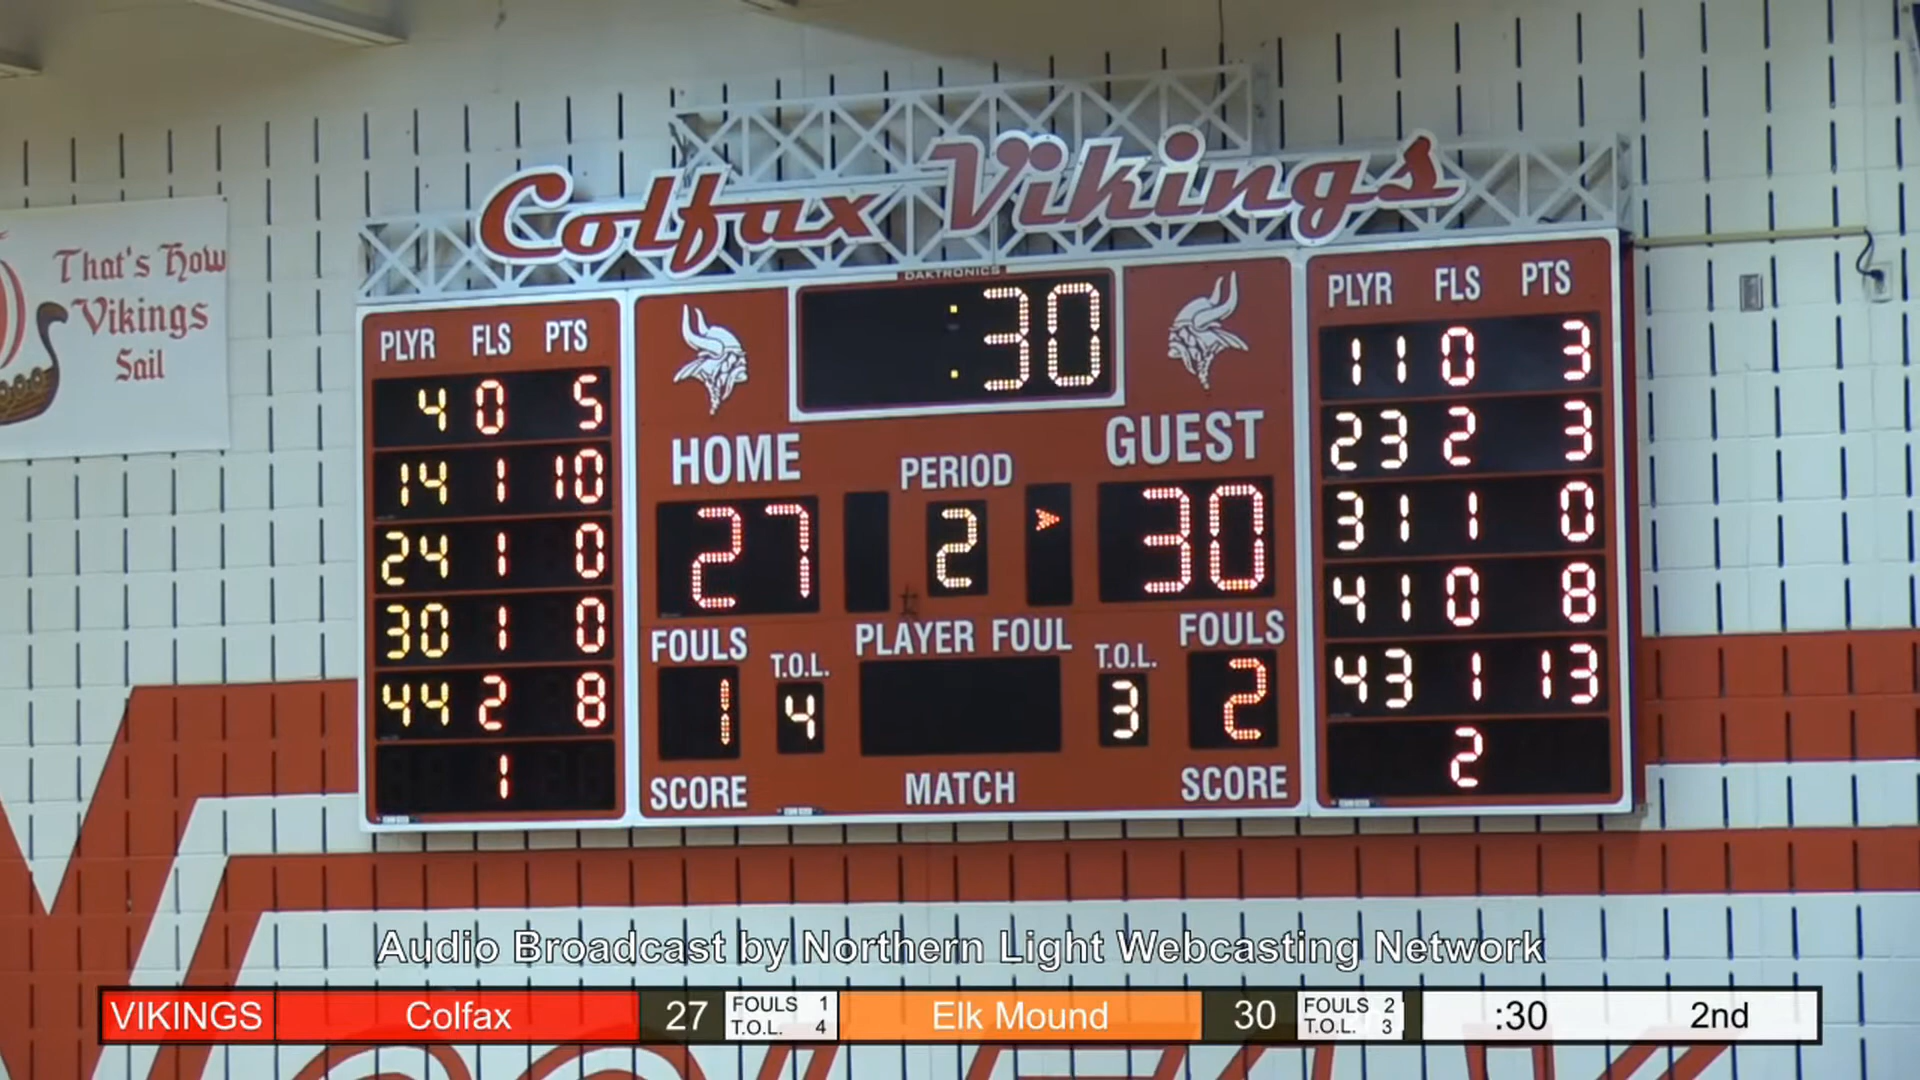 Colfax Vikings
That's How
Vikings
Sail
DAKTRONICS
:30
PLYR FLS PTS
4 0 5
14 1 10
24 1 0
30 1 0
44 2 8
1
HOME PERIOD GUEST
27 2 30
FOULS T.O.L. PLAYER FOUL T.O.L. FOULS
1 4 3 2
SCORE MATCH SCORE
PLYR FLS PTS
11 0 3
23 2 3
31 1 0
41 0 8
43 1 13
2
Audio Broadcast by Northern Light Webcasting Network
VIKINGS Colfax 27 FOULS 1 T.O.L. 4 Elk Mound 30 FOULS 2 T.O.L. 3 :30 2nd